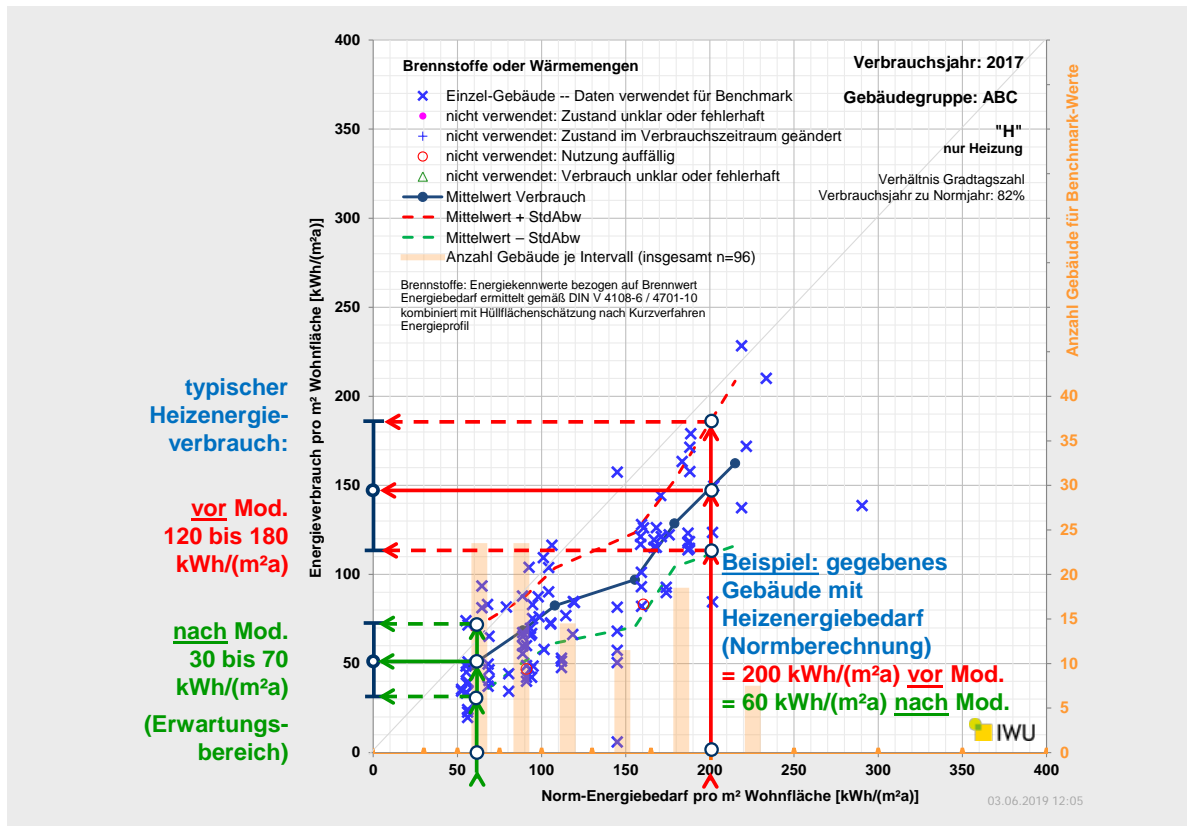 400
350
300
250
200
150
100
50
0
Energieverbrauch pro m² Wohnfläche [kWh/(m²a)]
Brennstoffe oder Wärmemengen
Einzel-Gebäude -- Daten verwendet für Benchmark
nicht verwendet: Zustand unklar oder fehlerhaft
nicht verwendet: Zustand im Verbrauchszeitraum geändert
nicht verwendet: Nutzung auffällig
nicht verwendet: Verbrauch unklar oder fehlerhaft
Mittelwert Verbrauch
Mittelwert + StdAbw
Mittelwert – StdAbw
Anzahl Gebäude je Intervall (insgesamt n=96)
Brennstoffe: Energiekennwerte bezogen auf Brennwert
Energiebedarf ermittelt gemäß DIN V 4108-6 / 4701-10
kombiniert mit Hüllflächenschätzung nach Kurzverfahren
Energieprofil
Verbrauchsjahr: 2017
Gebäudegruppe: ABC
"H"
nur Heizung
Verhältnis Gradtagszahl
Verbrauchsjahr zu Normjahr: 82%
Anzahl Gebäude für Benchmark-Werte
40
35
30
25
20
15
10
5
0
typischer
Heizenergie-
verbrauch:
vor Mod.
120 bis 180
kWh/(m²a)
nach Mod.
30 bis 70
kWh/(m²a)
(Erwartungs-
bereich)
Beispiel: gegebenes
Gebäude mit
Heizenergiebedarf
(Normberechnung)
= 200 kWh/(m²a) vor Mod.
= 60 kWh/(m²a) nach Mod.
IWU
0
50
100
150
200
250
300
350
400
Norm-Energiebedarf pro m² Wohnfläche [kWh/(m²a)]
03.06.2019 12:05